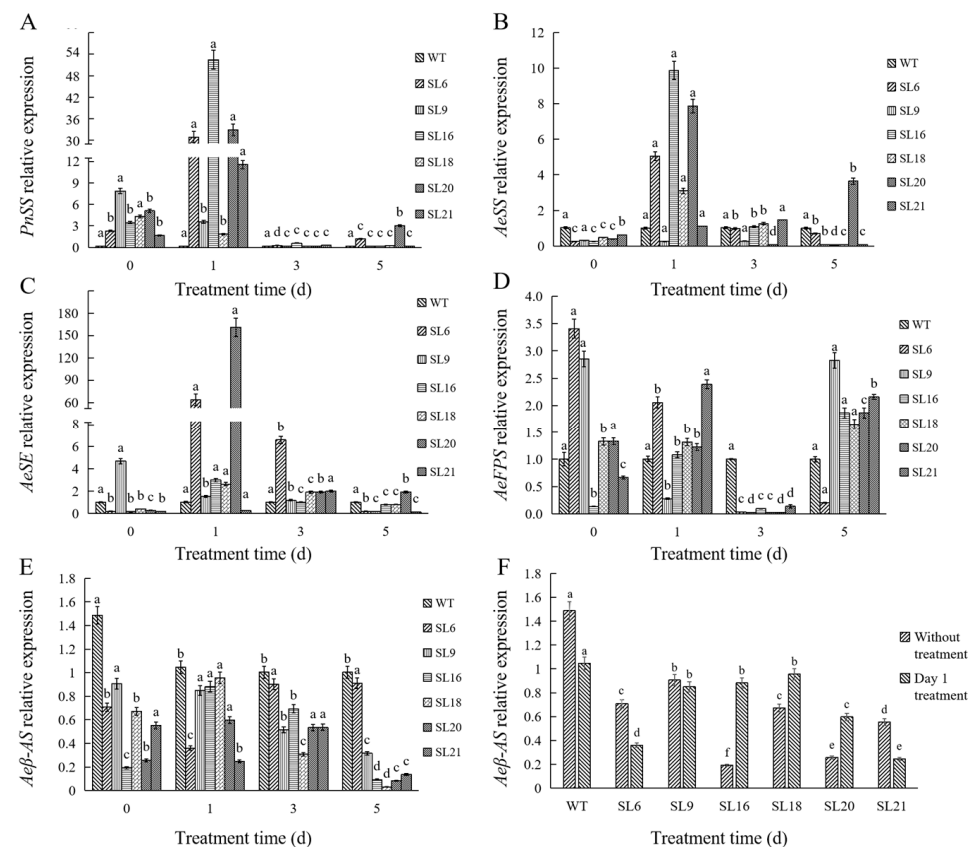 A
PnSS relative expression
54
48
42
36
30
12
9
6
3
0
a b a b a b b
a a b a b a a
a d c b c c c
a c b b c b c
0 1 3 5
Treatment time (d)
WT
SL6
SL9
SL16
SL18
SL20
SL21
B
AeSS relative expression
12
10
8
6
4
2
0
a c a c a c b
a a c a a a a
a b a b a d c
a b b d c b c
0 1 3 5
Treatment time (d)
WT
SL6
SL9
SL16
SL18
SL20
SL21
C
AeSE relative expression
180
150
120
90
60
8
6
4
2
0
a b a b b c b
a a b a a a c
a a b c a b a
a b c c c a c
0 1 3 5
Treatment time (d)
WT
SL6
SL9
SL16
SL18
SL20
SL21
D
AeFPS relative expression
4.0
3.5
3.0
2.5
2.0
1.5
1.0
0.5
0.0
a a a b b a c
a b c b b b a
a c d c c d d
a a b a a c b
0 1 3 5
Treatment time (d)
WT
SL6
SL9
SL16
SL18
SL20
SL21
E
Aeβ-AS relative expression
1.8
1.6
1.4
1.2
1
0.8
0.6
0.4
0.2
0
a b a c b b a
b c a a a a b
b a b b c a a
b a c d d c c
0 1 3 5
Treatment time (d)
WT
SL6
SL9
SL16
SL18
SL20
SL21
F
Aeβ-AS relative expression
1.8
1.6
1.4
1.2
1
0.8
0.6
0.4
0.2
0
a a c d b b f b c a e c d e
WT SL6 SL9 SL16 SL18 SL20 SL21
Treatment time (d)
Without
treatment
Day 1
treatment